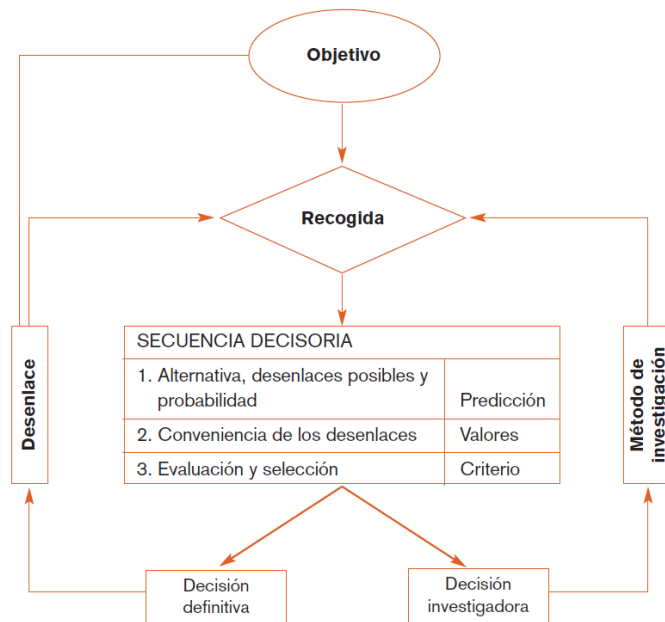 Objetivo
Recogida
Desenlace
SECUENCIA DECISORIA
1. Alternativa, desenlaces posibles y
probabilidad
Predicción
2. Conveniencia de los desenlaces
Valores
3. Evaluación y selección
Criterio
Método de
investigación
Decisión
definitiva
Decisión
investigadora